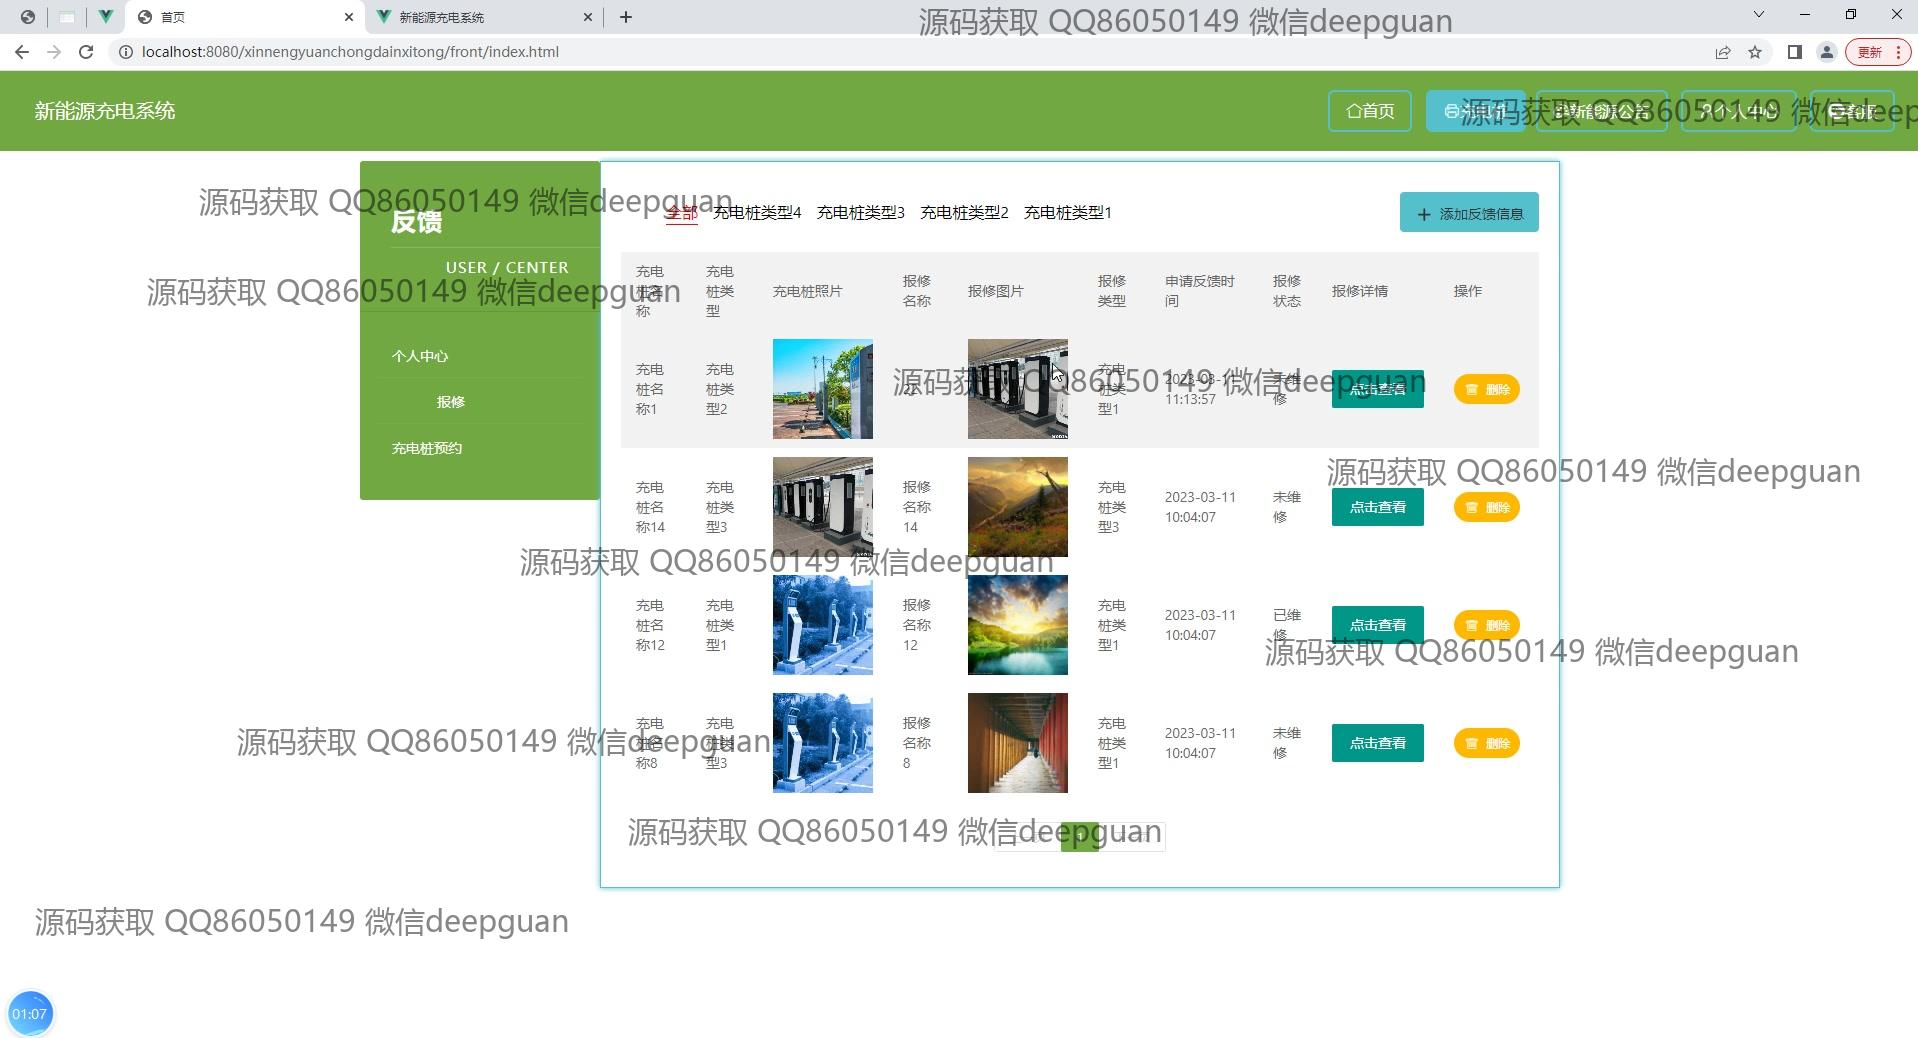 首页
新能源充电系统
源码获取 QQ86050149 微信deepguan
localhost:8080/xinnengyuanchongdainxitong/front/index.html
更新
新能源充电系统
首页
新能源公告
个人中心
源码获取 QQ86050149 微信deep
源码获取 QQ86050149 微信deepguan
反馈
USER / CENTER
源码获取 QQ86050149 微信deepguan
个人中心
报修
充电桩预约
全部 充电桩类型4 充电桩类型3 充电桩类型2 充电桩类型1
添加反馈信息
充电桩名称 充电桩类型 充电桩照片 报修名称 报修图片 报修类型 申请反馈时间 报修状态 报修详情 操作
充电桩名称1 充电桩类型2 充电桩类型1 2023-03-11 11:13:57 未维修 点击查看 删除
源码获取 QQ86050149 微信deepguan
源码获取 QQ86050149 微信deepguan
充电桩名称14 充电桩类型3 报修名称14 充电桩类型3 2023-03-11 10:04:07 未维修 点击查看 删除
源码获取 QQ86050149 微信deepguan
充电桩名称12 充电桩类型1 报修名称12 充电桩类型1 2023-03-11 10:04:07 已维修 点击查看 删除
源码获取 QQ86050149 微信deepguan
充电桩名称8 充电桩类型3 报修名称8 充电桩类型1 2023-03-11 10:04:07 未维修 点击查看 删除
源码获取 QQ86050149 微信deepguan
源码获取 QQ86050149 微信deepguan
1
源码获取 QQ86050149 微信deepguan
01:07